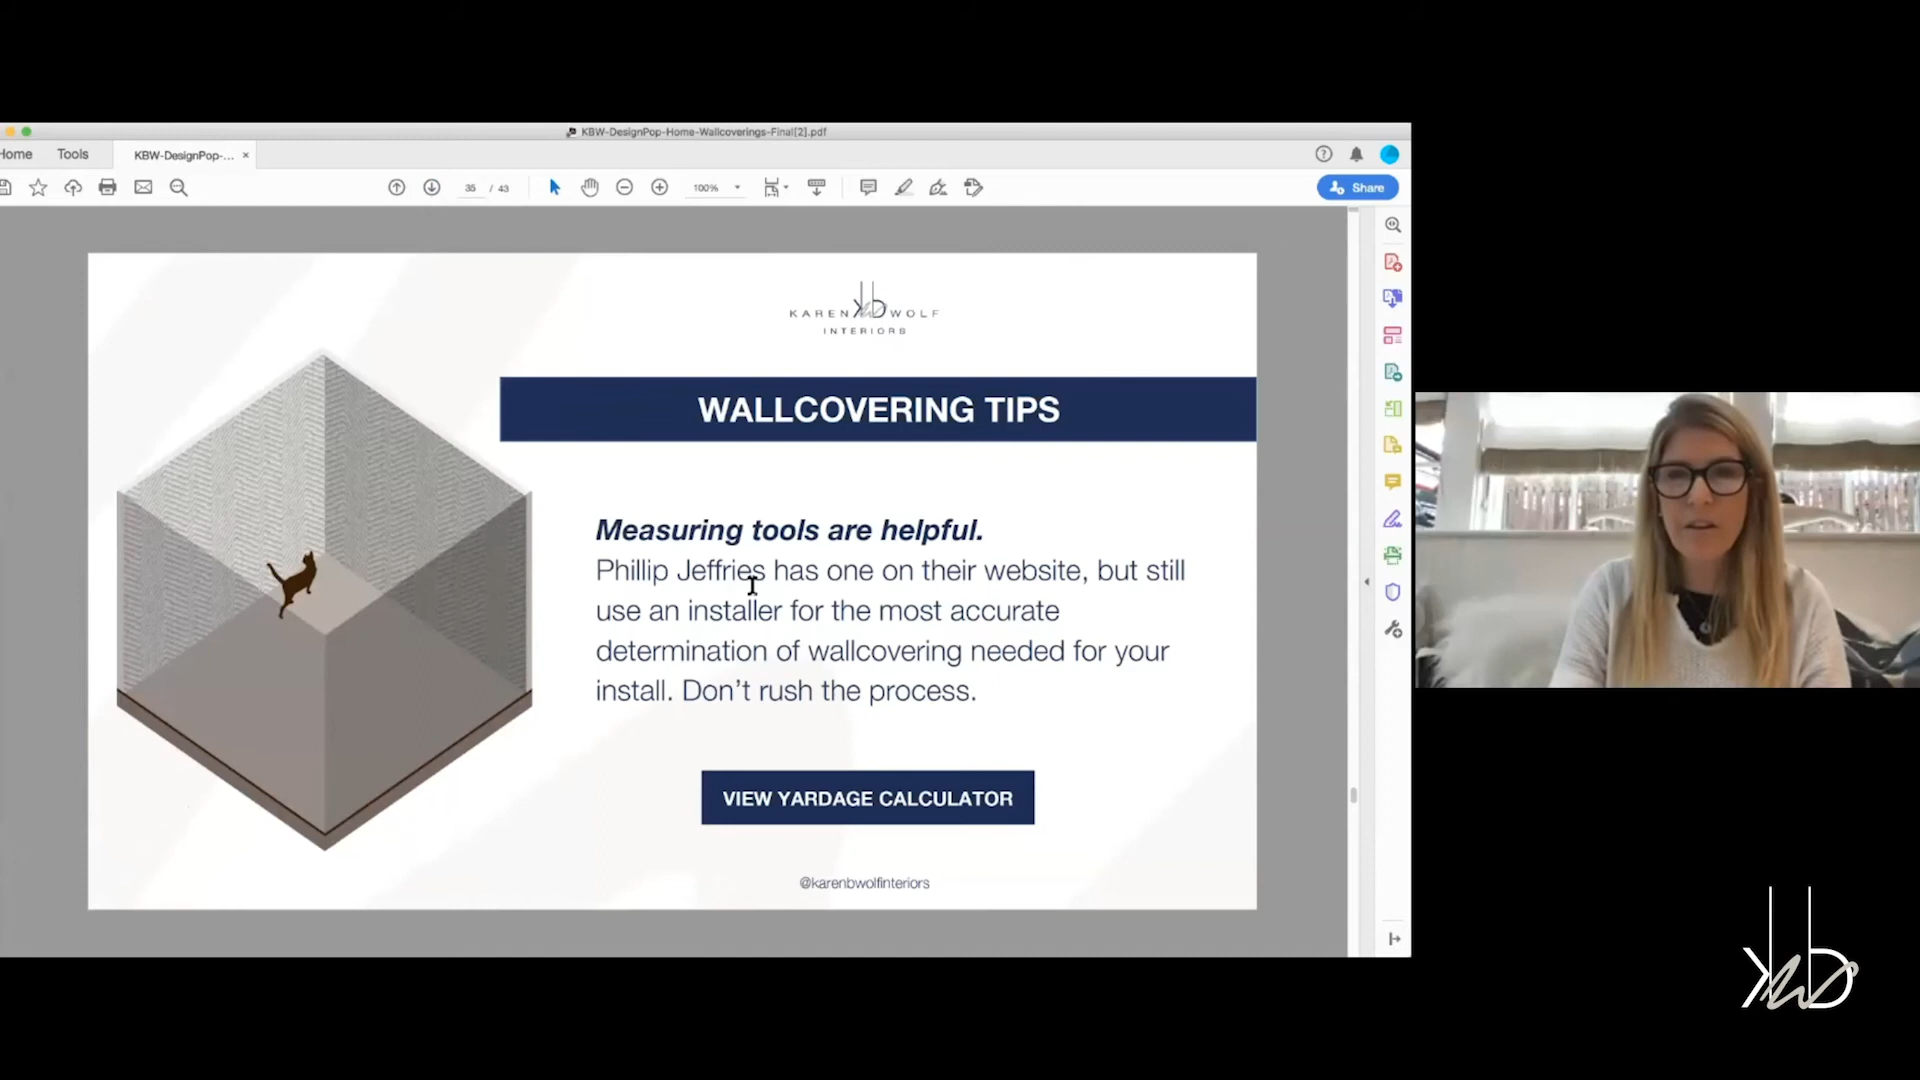 KBW-DesignPop-Home-Wallcoverings-Final[2].pdf
Home Tools KBW-DesignPop-... ×
35 / 43 100% Share
KAREN WOLF
INTERIORS
WALLCOVERING TIPS
Measuring tools are helpful.
Phillip Jeffries has one on their website, but still
use an installer for the most accurate
determination of wallcovering needed for your
install. Don’t rush the process.
VIEW YARDAGE CALCULATOR
@karenbwolfinteriors